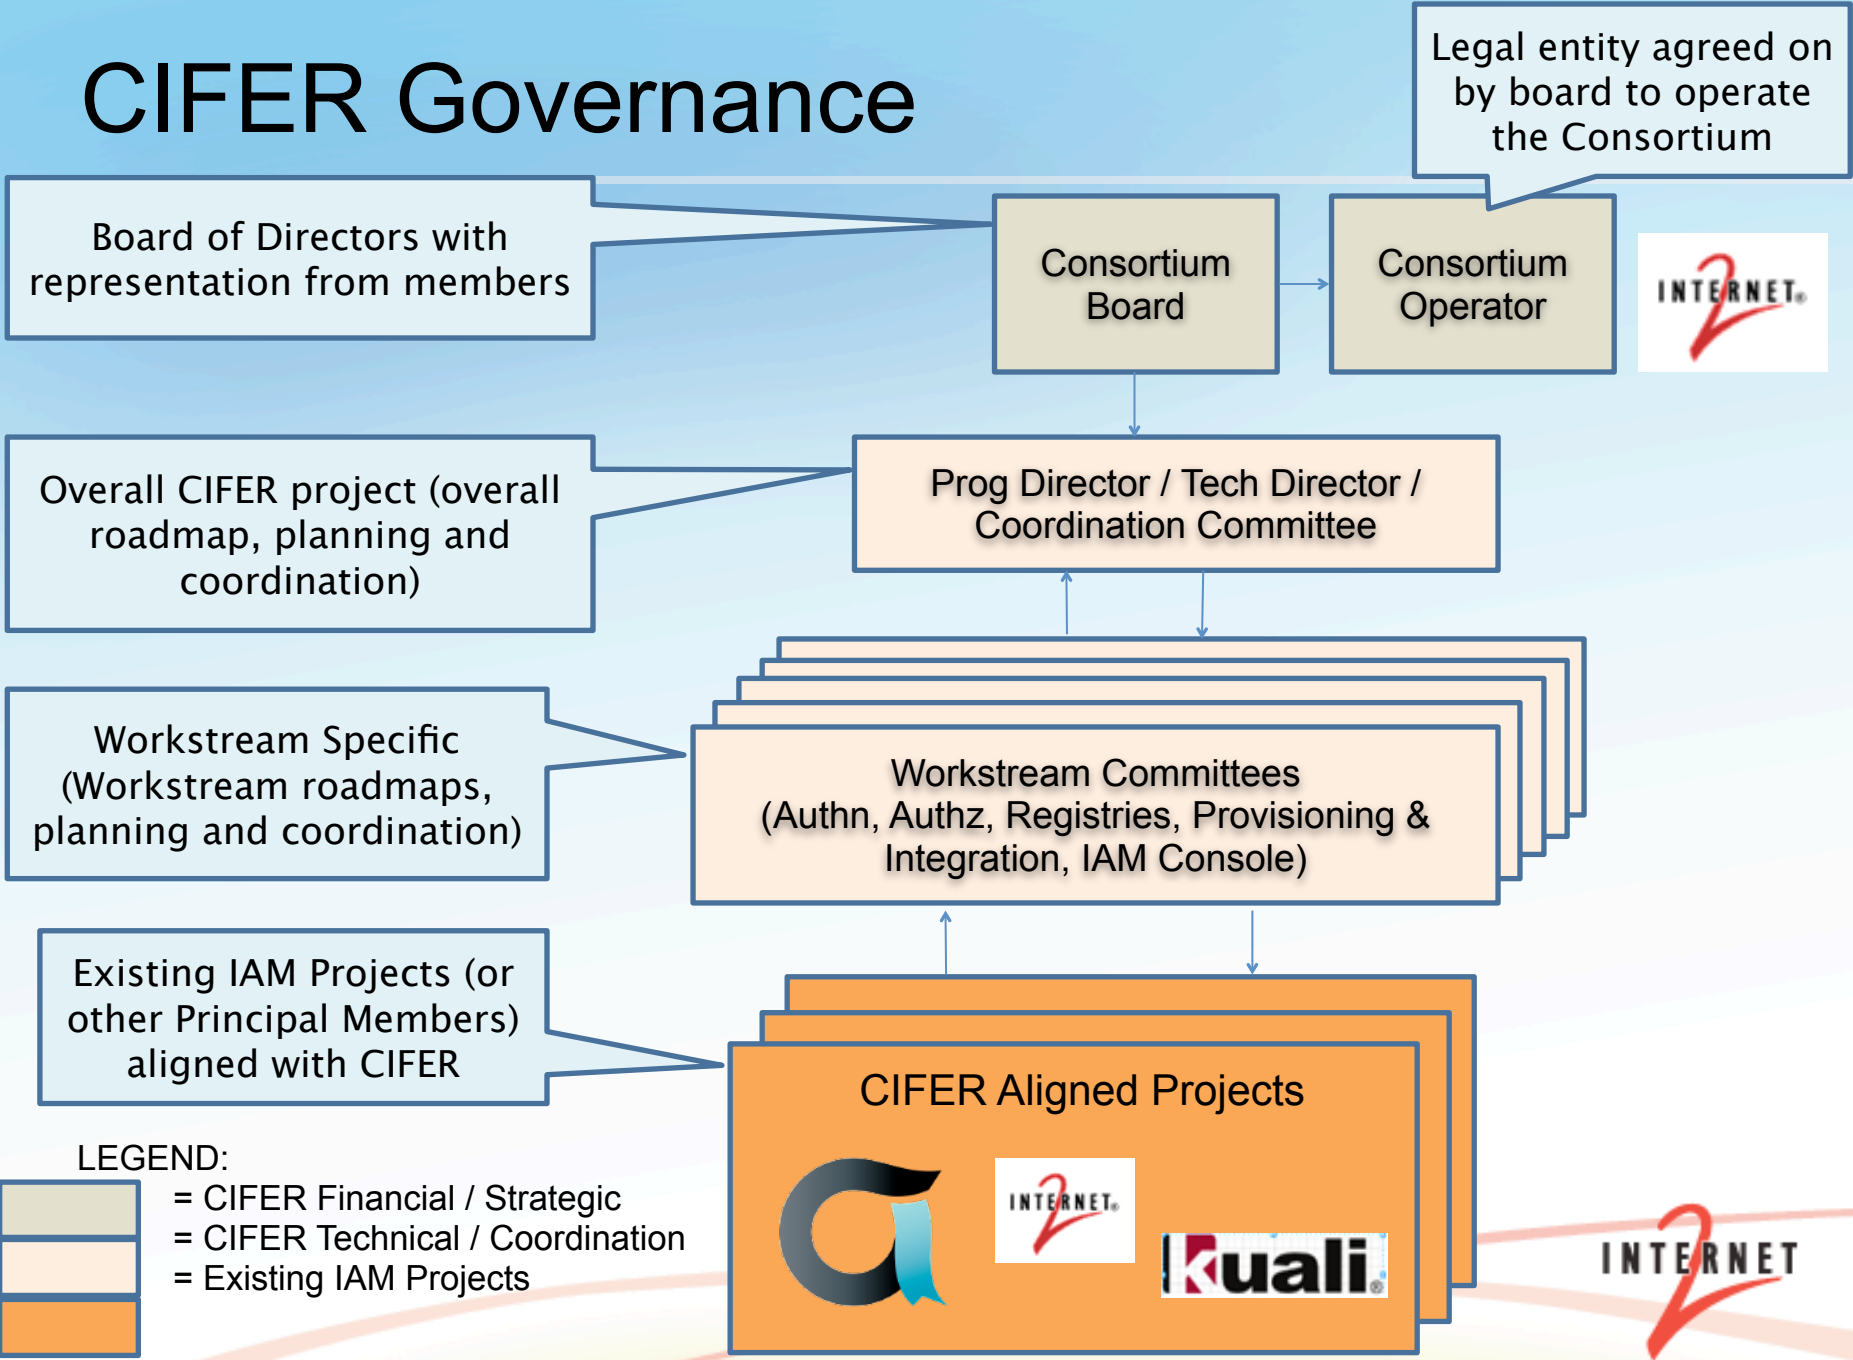 CIFER Governance
Legal entity agreed on
by board to operate
the Consortium
Board of Directors with
representation from members
Consortium
Board
Consortium
Operator
INTERNET®
2
Overall CIFER project (overall
roadmap, planning and
coordination)
Prog Director / Tech Director /
Coordination Committee
Workstream Specific
(Workstream roadmaps,
planning and coordination)
Workstream Committees
(Authn, Authz, Registries, Provisioning &
Integration, IAM Console)
Existing IAM Projects (or
other Principal Members)
aligned with CIFER
CIFER Aligned Projects
a
INTERNET®
2
kuali®
LEGEND:
= CIFER Financial / Strategic
= CIFER Technical / Coordination
= Existing IAM Projects
INTERNET
2